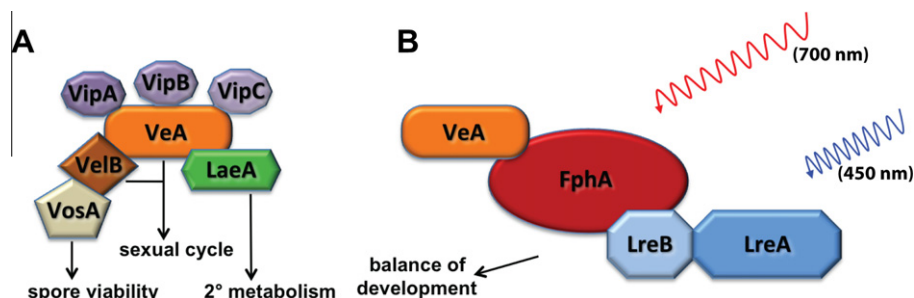 A
VipA
VipB
VipC
VeA
VelB
LaeA
VosA
sexual cycle
spore viability
2° metabolism
B
(700 nm)
VeA
FphA
(450 nm)
LreB
LreA
balance of
development